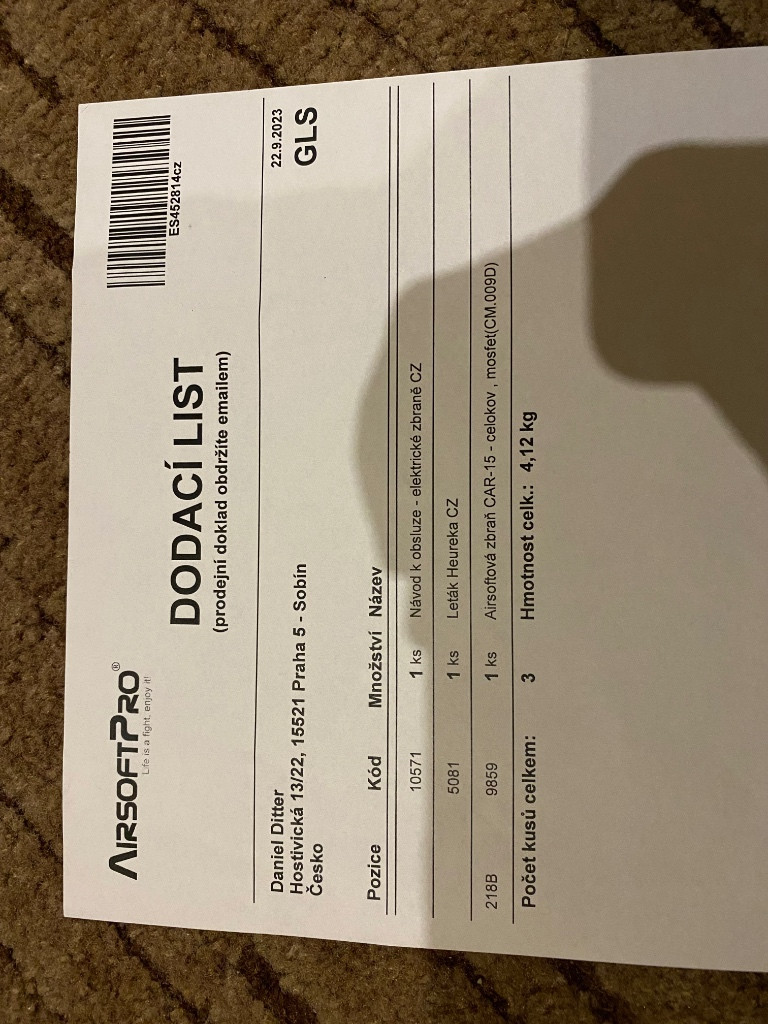 AIRSOFTPRO®
Life is a fight, enjoy it!
DODACÍ LIST
(prodejní doklad obdržíte emailem)
ES452814cz
Daniel Ditter
Hostivická 13/22, 15521 Praha 5 - Sobín
Česko
22.9.2023
GLS
Pozice Kód Množství Název
10571 1 ks Návod k obsluze - elektrické zbraně CZ
5081 1 ks Leták Heureka CZ
218B 9859 1 ks Airsoftová zbraň CAR-15 - celokov , mosfet(CM.009D)
Počet kusů celkem: 3 Hmotnost celk.: 4,12 kg